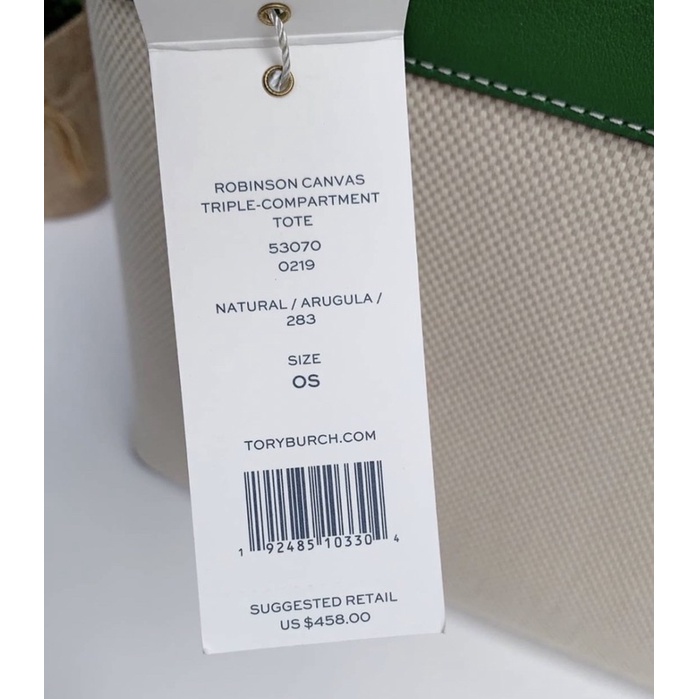 ROBINSON CANVAS
TRIPLE-COMPARTMENT
TOTE
53070
0219
NATURAL / ARUGULA /
283
SIZE
OS
TORYBURCH.COM
1 92485 10330 4
SUGGESTED RETAIL
US $458.00